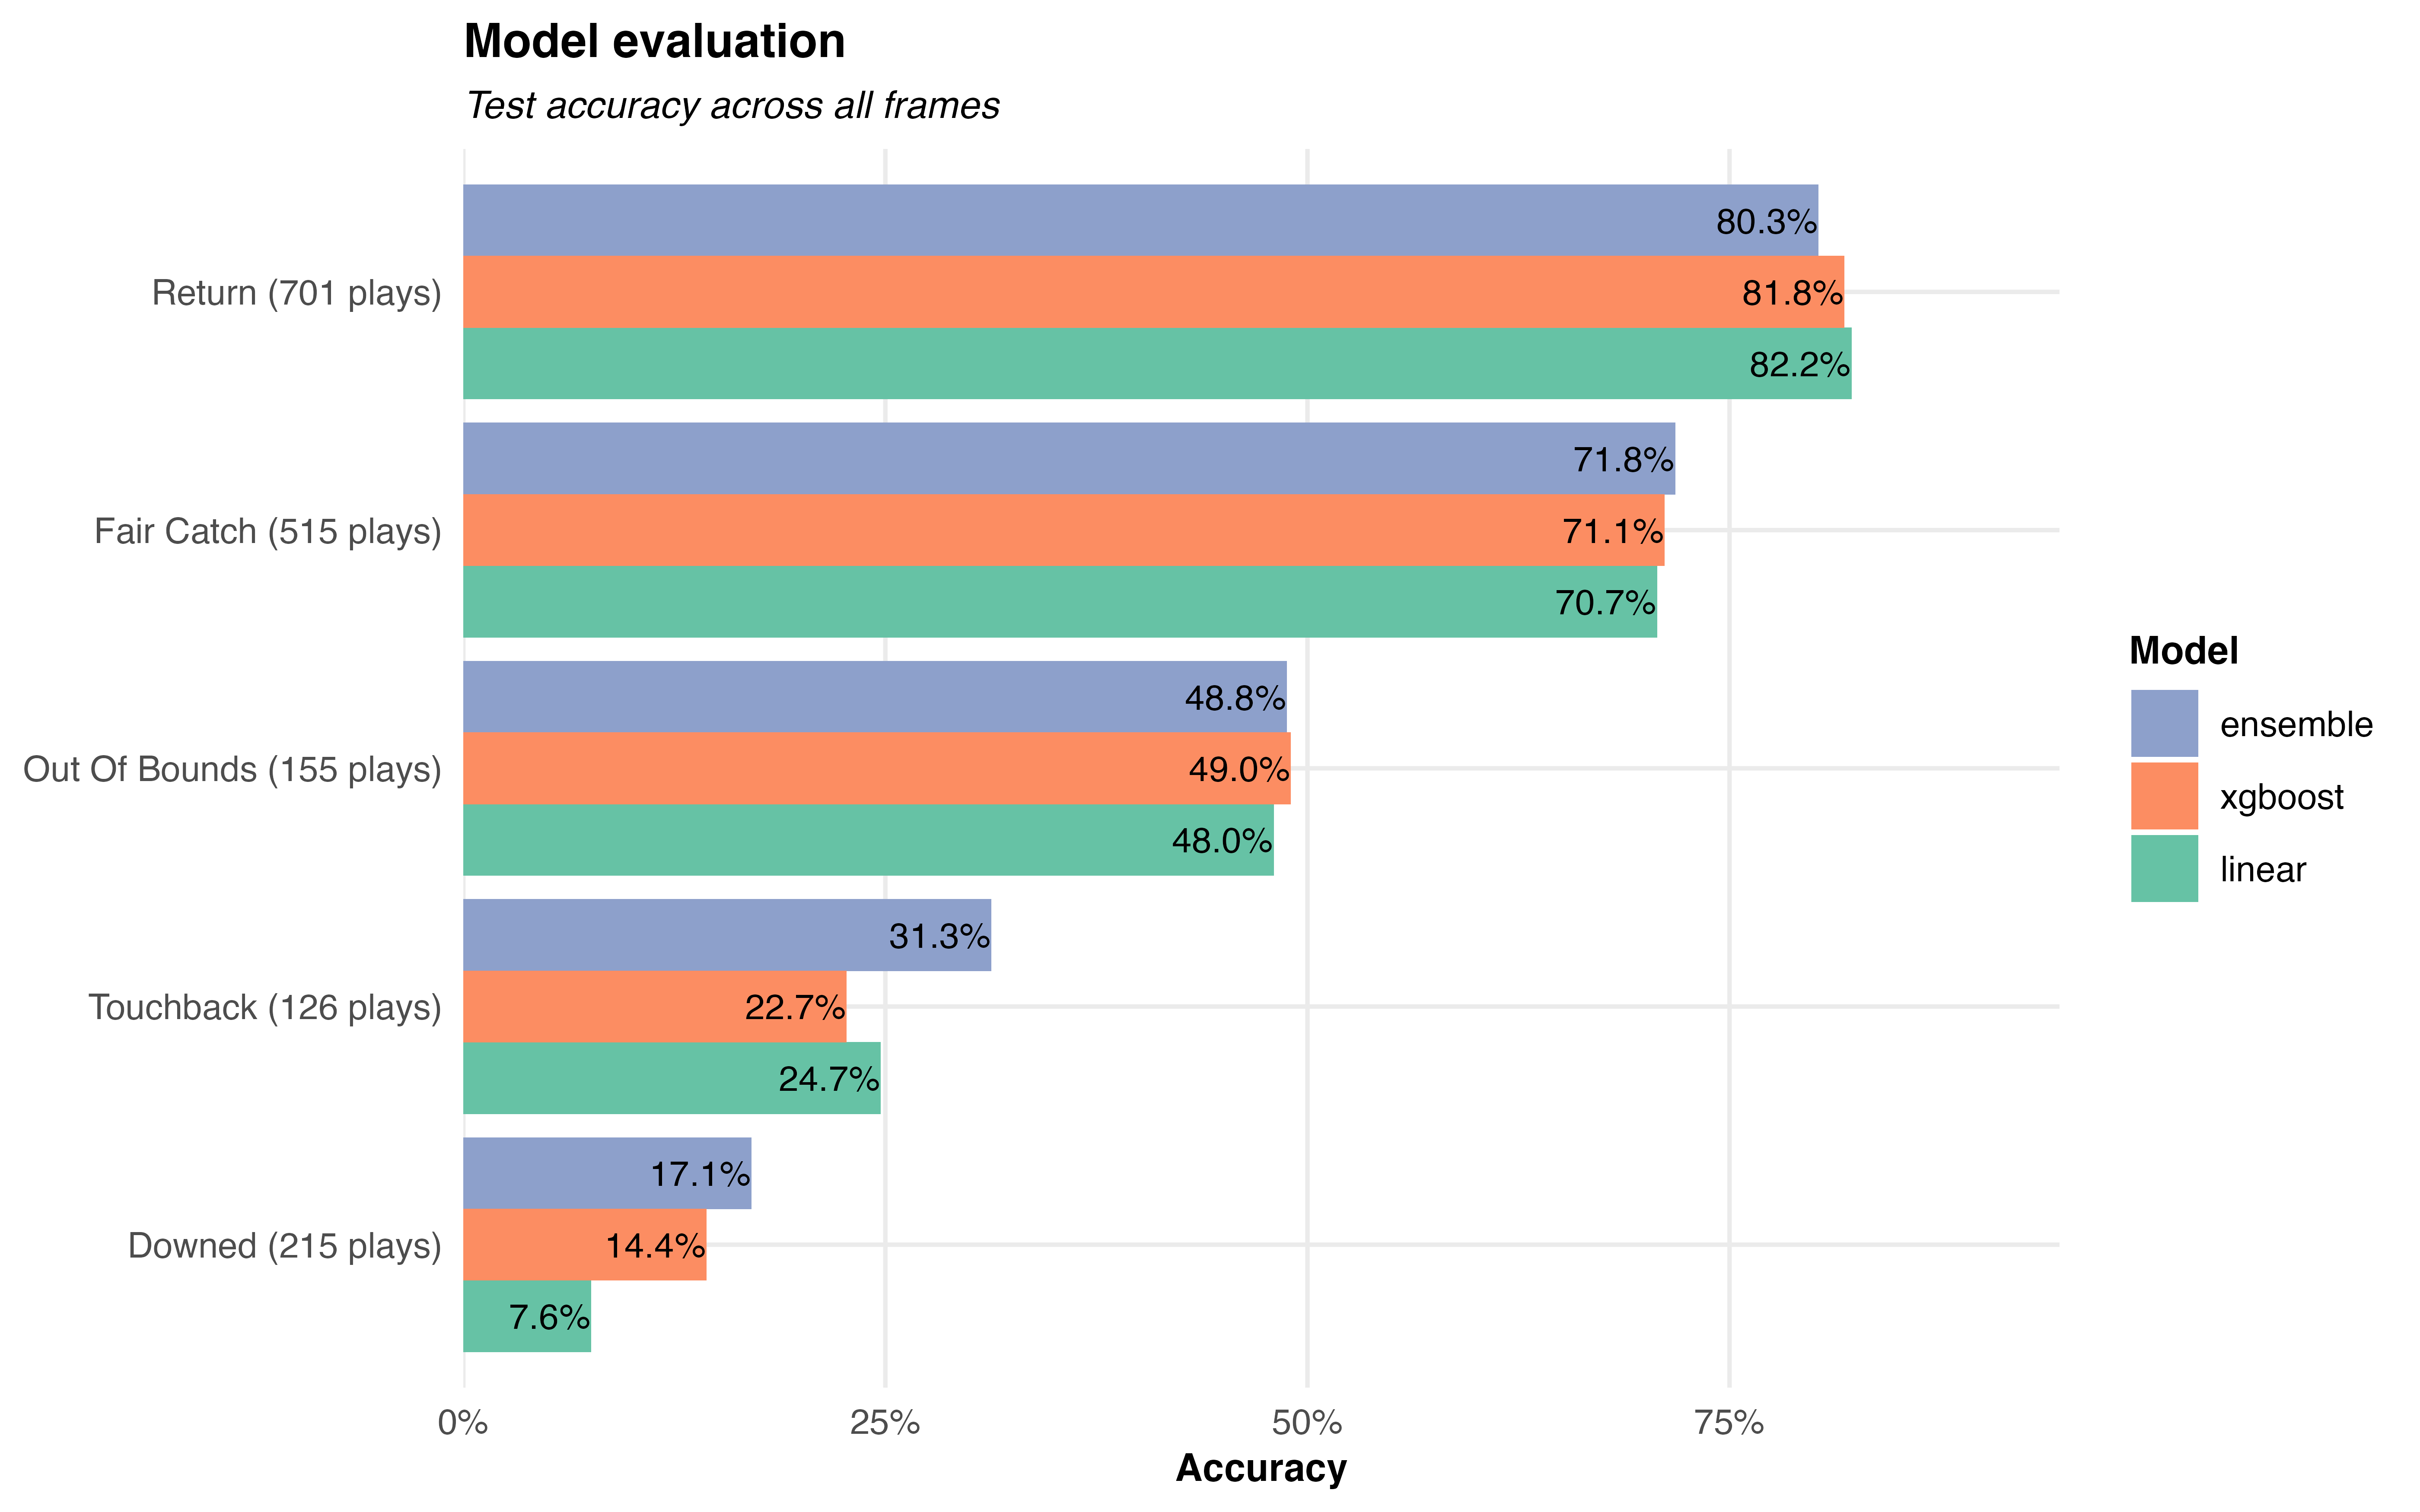 Model evaluation
Test accuracy across all frames
Return (701 plays)
80.3%
81.8%
82.2%
Fair Catch (515 plays)
71.8%
71.1%
70.7%
Out Of Bounds (155 plays)
48.8%
49.0%
48.0%
Touchback (126 plays)
31.3%
22.7%
24.7%
Downed (215 plays)
17.1%
14.4%
7.6%
0% 25% 50% 75%
Accuracy
Model
ensemble
xgboost
linear